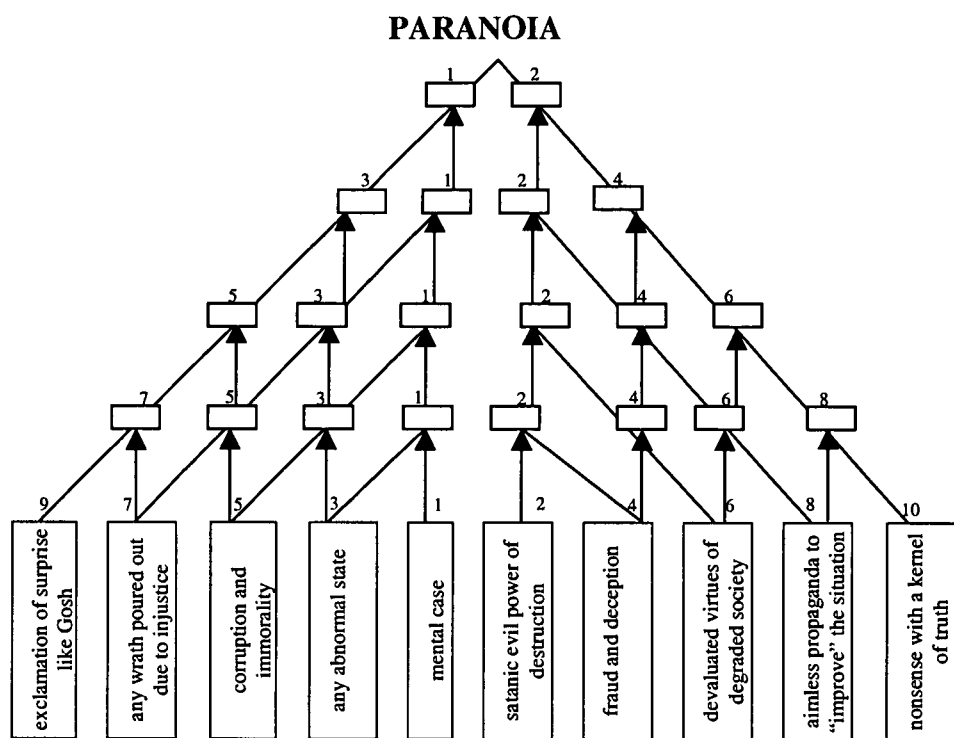 PARANOIA
1 2
3 1 2 4
5 3 1 2 4 6
7 5 3 1 2 4 6 8
9 7 5 3 1 2 4 6 8 10
exclamation of surprise
like Gosh
any wrath poured out
due to injustice
corruption and
immorality
any abnormal state
mental case
satanic evil power of
destruction
fraud and deception
devaluated virtues of
degraded society
aimless propaganda to
“improve” the situation
nonsense with a kernel
of truth